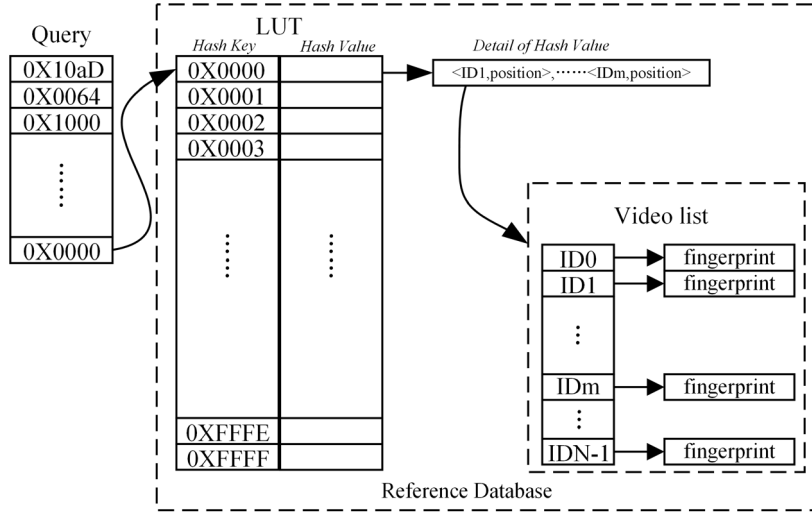 Query
0X10aD
0X0064
0X1000
......
0X0000
LUT
Hash Key Hash Value
0X0000
0X0001
0X0002
0X0003
...... ......
0XFFFE
0XFFFF
Detail of Hash Value
<ID1,position>,······<IDm,position>
Video list
ID0 fingerprint
ID1 fingerprint
...
IDm fingerprint
...
IDN-1 fingerprint
Reference Database